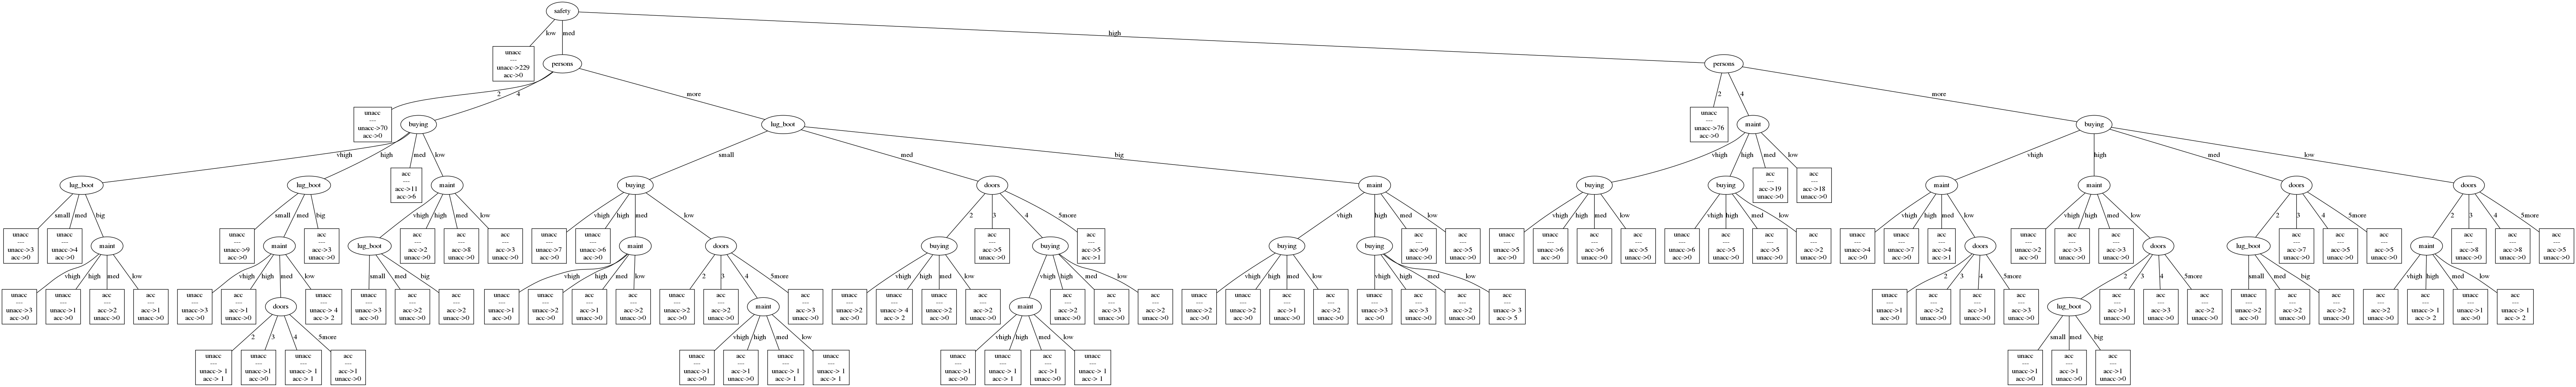 safety
low
med
high
unacc
---
unacc->229
acc->0
persons
persons
2
4
more
2
4
more
unacc
---
unacc->70
acc->0
buying
lug_boot
unacc
---
unacc->76
acc->0
maint
buying
vhigh
high
med
low
small
med
big
vhigh
high
med
low
vhigh
high
med
low
lug_boot
lug_boot
acc
---
acc->11
acc->6
maint
buying
doors
maint
buying
buying
acc
---
acc->19
unacc->0
acc
---
acc->18
unacc->0
maint
maint
doors
doors
small
med
big
small
med
big
vhigh
high
med
low
vhigh
high
med
low
2
3
4
5more
vhigh
high
med
low
vhigh
high
med
low
vhigh
high
med
low
vhigh
high
med
low
vhigh
high
med
low
2
3
4
5more
2
3
4
5more
unacc
---
unacc->3
acc->0
unacc
---
unacc->4
acc->0
maint
unacc
---
unacc->9
acc->0
maint
acc
---
acc->3
unacc->0
lug_boot
acc
---
acc->2
unacc->0
acc
---
acc->8
unacc->0
acc
---
acc->3
unacc->0
unacc
---
unacc->7
acc->0
unacc
---
unacc->6
acc->0
maint
doors
buying
acc
---
acc->5
unacc->0
buying
acc
---
acc->5
acc->1
buying
buying
acc
---
acc->9
unacc->0
acc
---
acc->5
unacc->0
unacc
---
unacc->5
acc->0
unacc
---
unacc->6
acc->0
acc
---
acc->6
unacc->0
acc
---
acc->5
unacc->0
unacc
---
unacc->6
acc->0
acc
---
acc->5
unacc->0
acc
---
acc->5
unacc->0
acc
---
acc->2
unacc->0
unacc
---
unacc->4
acc->0
unacc
---
unacc->7
acc->0
acc
---
acc->4
acc->1
doors
unacc
---
unacc->2
acc->0
acc
---
acc->3
unacc->0
acc
---
acc->3
unacc->0
doors
lug_boot
acc
---
acc->7
unacc->0
acc
---
acc->5
unacc->0
acc
---
acc->5
unacc->0
maint
acc
---
acc->8
unacc->0
acc
---
acc->8
unacc->0
acc
---
acc->5
unacc->0
vhigh
high
med
low
vhigh
high
med
low
small
med
big
vhigh
high
med
low
2
3
4
5more
vhigh
high
med
low
vhigh
high
med
low
vhigh
high
med
low
vhigh
high
med
low
2
3
4
5more
2
3
4
5more
small
med
big
vhigh
high
med
low
unacc
---
unacc->3
acc->0
unacc
---
unacc->1
acc->0
acc
---
acc->2
unacc->0
acc
---
acc->1
unacc->0
unacc
---
unacc->3
acc->0
acc
---
acc->1
unacc->0
doors
unacc
---
unacc-> 4
acc-> 2
unacc
---
unacc->3
acc->0
acc
---
acc->2
unacc->0
acc
---
acc->2
unacc->0
unacc
---
unacc->1
acc->0
unacc
---
unacc->2
acc->0
acc
---
acc->1
unacc->0
acc
---
acc->2
unacc->0
unacc
---
unacc->2
acc->0
acc
---
acc->2
unacc->0
maint
acc
---
acc->3
unacc->0
unacc
---
unacc->2
acc->0
unacc
---
unacc-> 4
acc-> 2
acc
---
acc->2
unacc->0
acc
---
acc->2
unacc->0
maint
acc
---
acc->2
unacc->0
acc
---
acc->3
unacc->0
acc
---
acc->2
unacc->0
unacc
---
unacc->2
acc->0
unacc
---
unacc->2
acc->0
acc
---
acc->1
unacc->0
acc
---
acc->2
unacc->0
unacc
---
unacc->3
acc->0
acc
---
acc->3
unacc->0
acc
---
acc->2
unacc->0
acc
---
unacc-> 3
acc-> 5
unacc
---
unacc->1
acc->0
acc
---
acc->2
unacc->0
acc
---
acc->1
unacc->0
acc
---
acc->3
unacc->0
lug_boot
acc
---
acc->1
unacc->0
acc
---
acc->3
unacc->0
acc
---
acc->2
unacc->0
unacc
---
unacc->2
acc->0
acc
---
acc->2
unacc->0
acc
---
acc->2
unacc->0
acc
---
acc->2
unacc->0
acc
---
unacc-> 1
acc-> 2
unacc
---
unacc->1
acc->0
acc
---
unacc-> 1
acc-> 2
2
3
4
5more
vhigh
high
med
low
vhigh
high
med
low
small
med
big
unacc
---
unacc-> 1
acc-> 1
unacc
---
unacc->1
acc->0
unacc
---
unacc-> 1
acc-> 1
acc
---
acc->1
unacc->0
unacc
---
unacc->1
acc->0
acc
---
acc->1
unacc->0
unacc
---
unacc-> 1
acc-> 1
unacc
---
unacc-> 1
acc-> 1
unacc
---
unacc->1
acc->0
unacc
---
unacc-> 1
acc-> 1
acc
---
acc->1
unacc->0
unacc
---
unacc-> 1
acc-> 1
unacc
---
unacc->1
acc->0
acc
---
acc->1
unacc->0
acc
---
acc->1
unacc->0